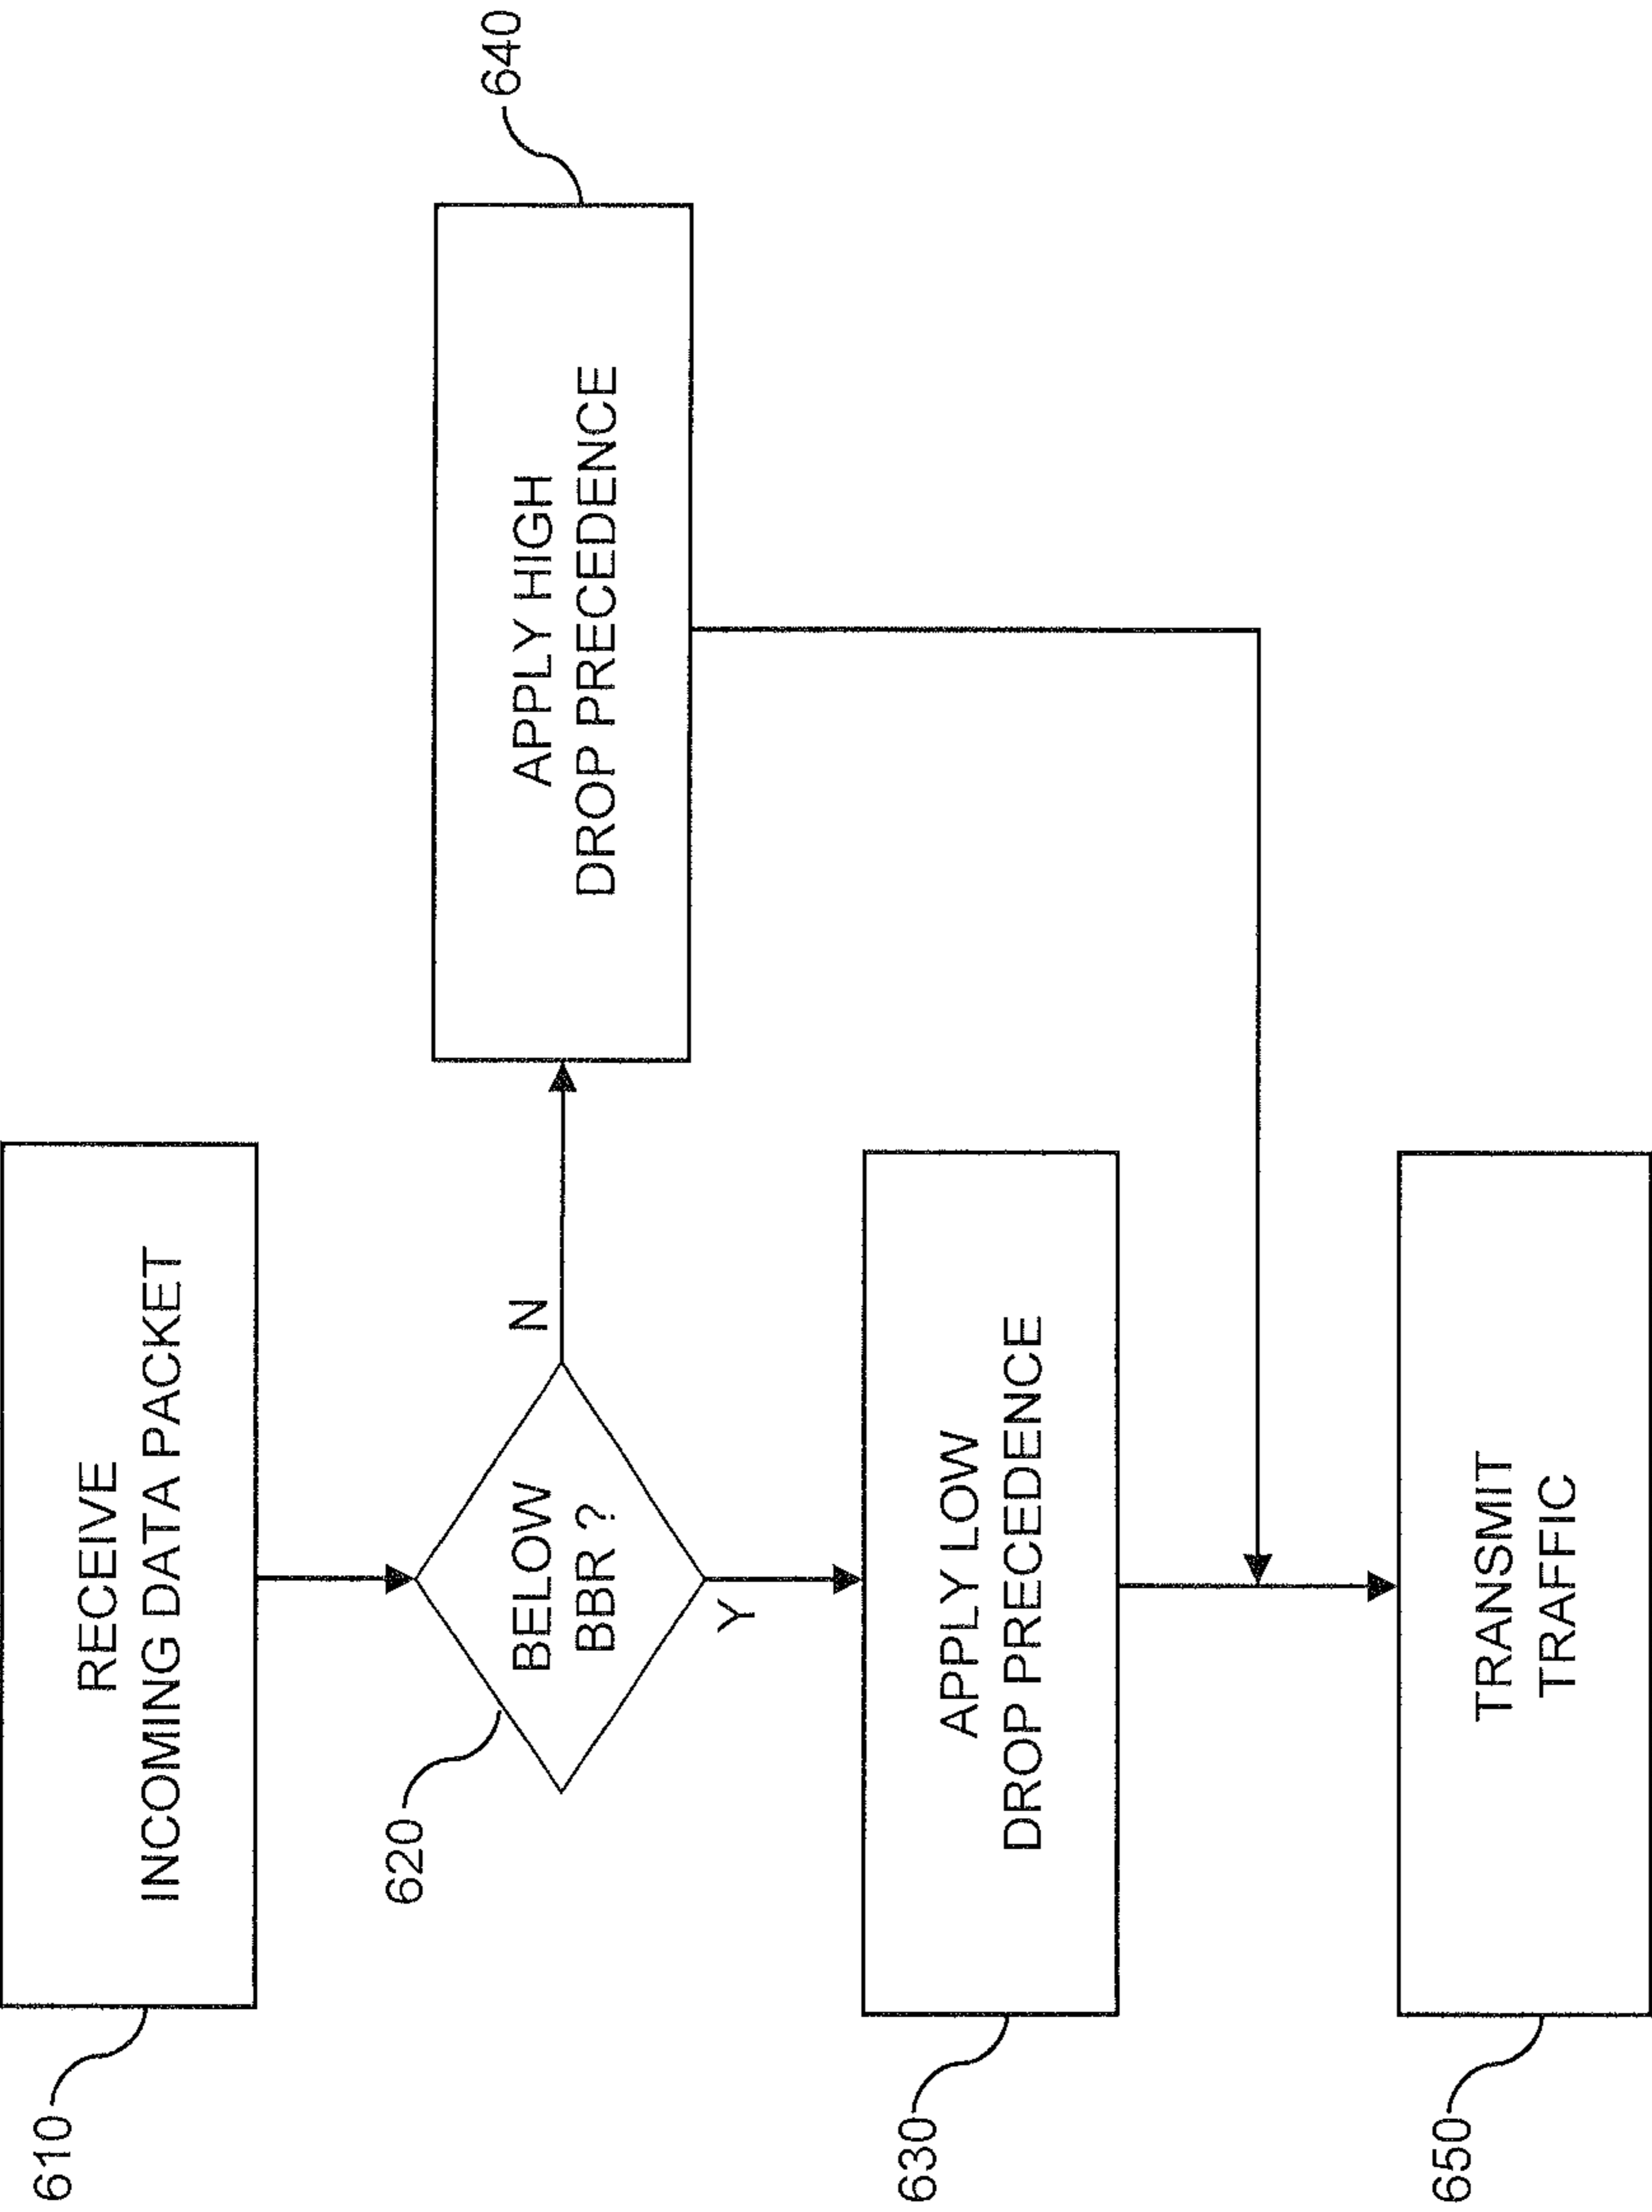 610
RECEIVE
INCOMING DATA PACKET
620
BELOW
BBR ?
N
Y
640
APPLY HIGH
DROP PRECEDENCE
630
APPLY LOW
DROP PRECEDENCE
650
TRANSMIT
TRAFFIC